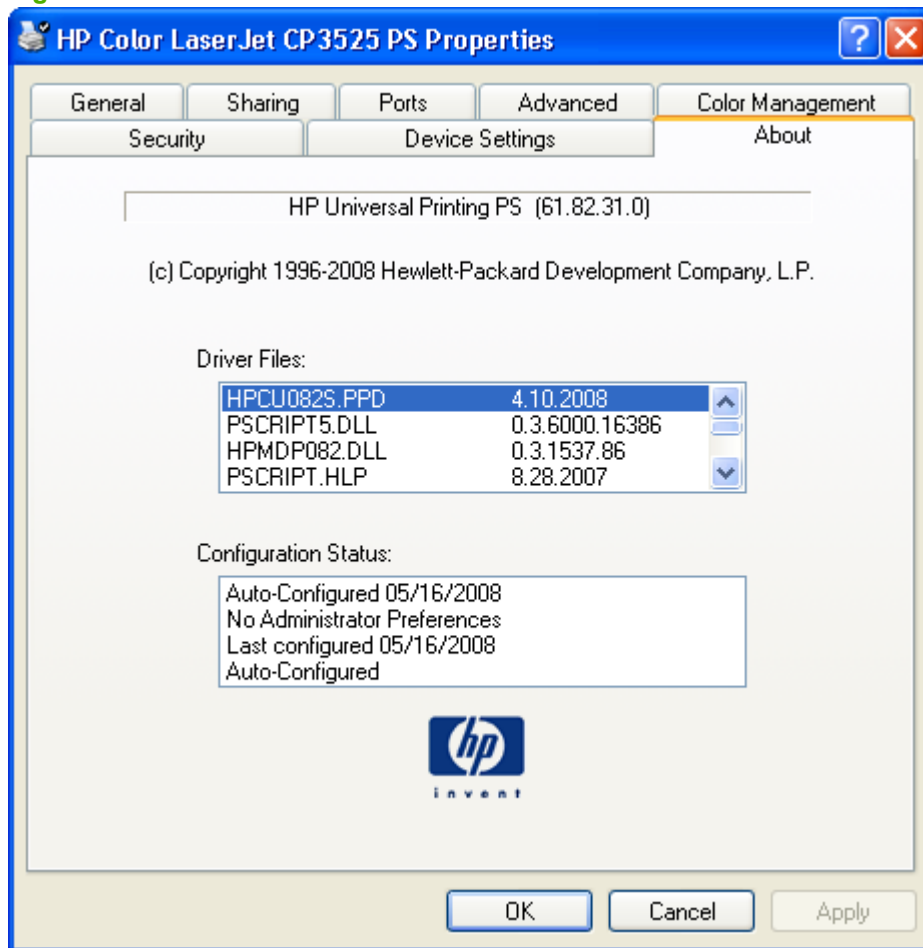 HP Color LaserJet CP3525 PS Properties
General Sharing Ports Advanced Color Management
Security Device Settings About
HP Universal Printing PS (61.82.31.0)
(c) Copyright 1996-2008 Hewlett-Packard Development Company, L.P.
Driver Files:
HPCU082S.PPD 4.10.2008
PSCRIPT5.DLL 0.3.6000.16386
HPMDP082.DLL 0.3.1537.86
PSCRIPT.HLP 8.28.2007
Configuration Status:
Auto-Configured 05/16/2008
No Administrator Preferences
Last configured 05/16/2008
Auto-Configured
hp
invent
OK Cancel Apply